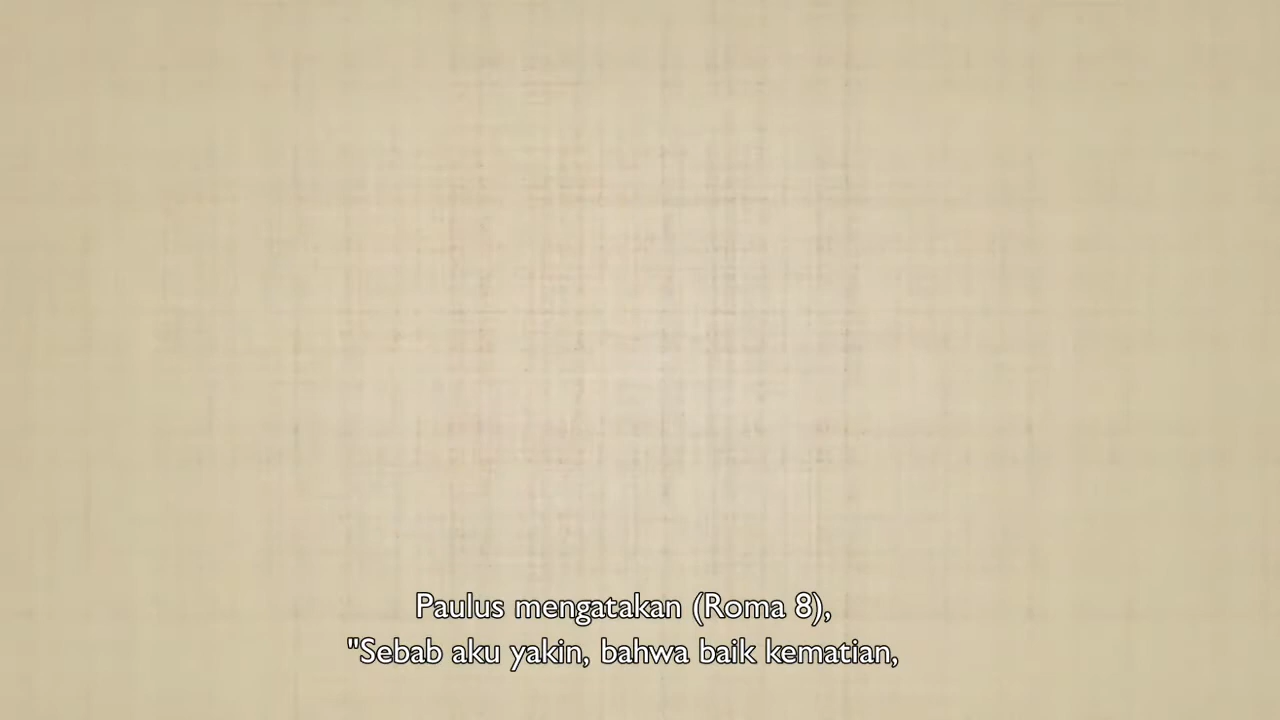 Paulus mengatakan (Roma 8),
"Sebab aku yakin, bahwa baik kematian,